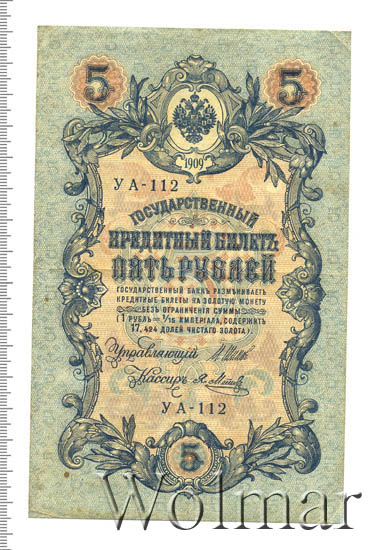 5 5
1909
УА-112
ГОСУДАРСТВЕННЫЙ
КРЕДИТНЫЙ БИЛЕТЪ
ПЯТЬ РУБЛЕЙ
ГОСУДАРСТВЕННЫЙ БАНКЪ РАЗМѢНИВАЕТЪ
КРЕДИТНЫЕ БИЛЕТЫ НА ЗОЛОТУЮ МОНЕТУ
БЕЗЪ ОГРАНИЧЕНІЯ СУММЫ
(1 РУБЛЬ = 1/15 ИМПЕРІАЛА, СОДЕРЖИТЪ
17,424 ДОЛЕЙ ЧИСТАГО ЗОЛОТА).
Управляющій
Кассиръ
УА-112
5
Wolmar